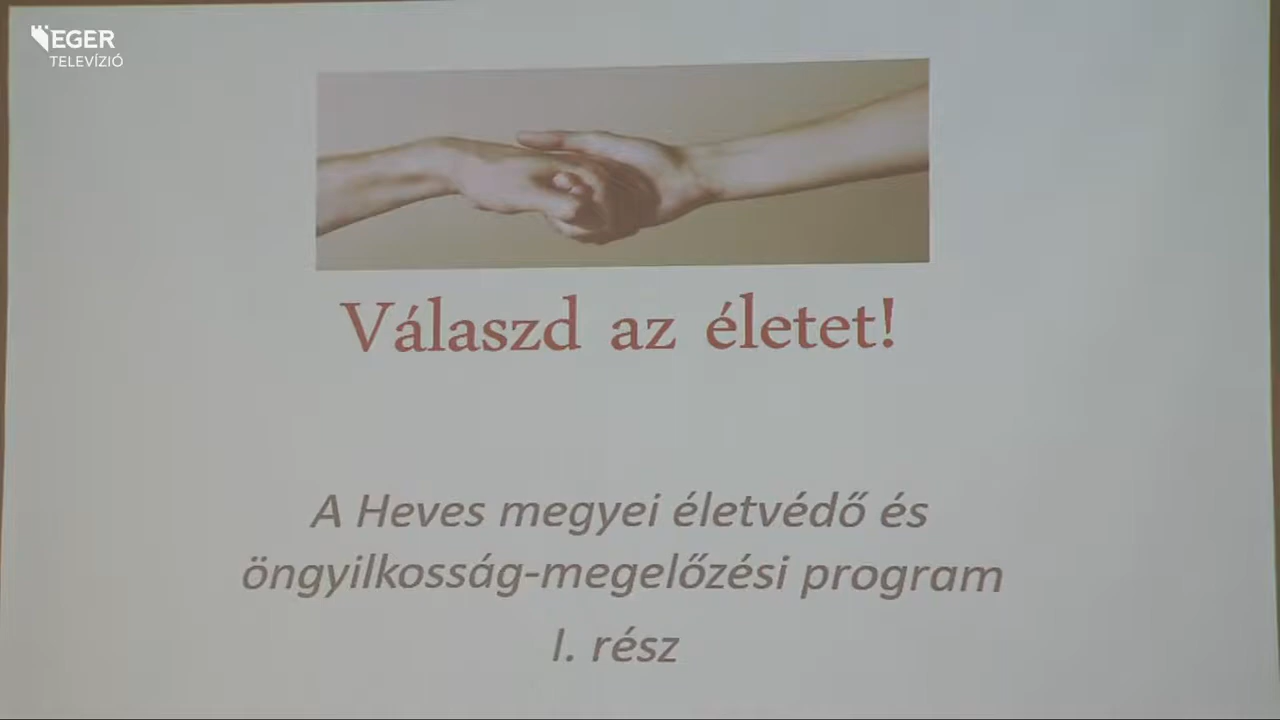 EGER
TELEVÍZIÓ
Válaszd az életet!
A Heves megyei életvédő és
öngyilkosság-megelőzési program
I. rész